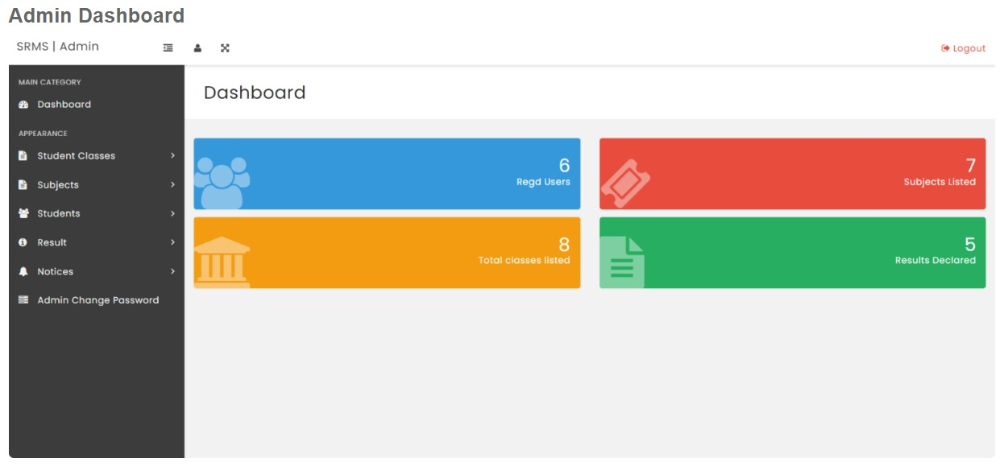 Admin Dashboard
SRMS | Admin
Logout
MAIN CATEGORY
Dashboard
APPEARANCE
Student Classes
Subjects
Students
Result
Notices
Admin Change Password
Dashboard
6
Regd Users
7
Subjects Listed
8
Total classes listed
5
Results Declared